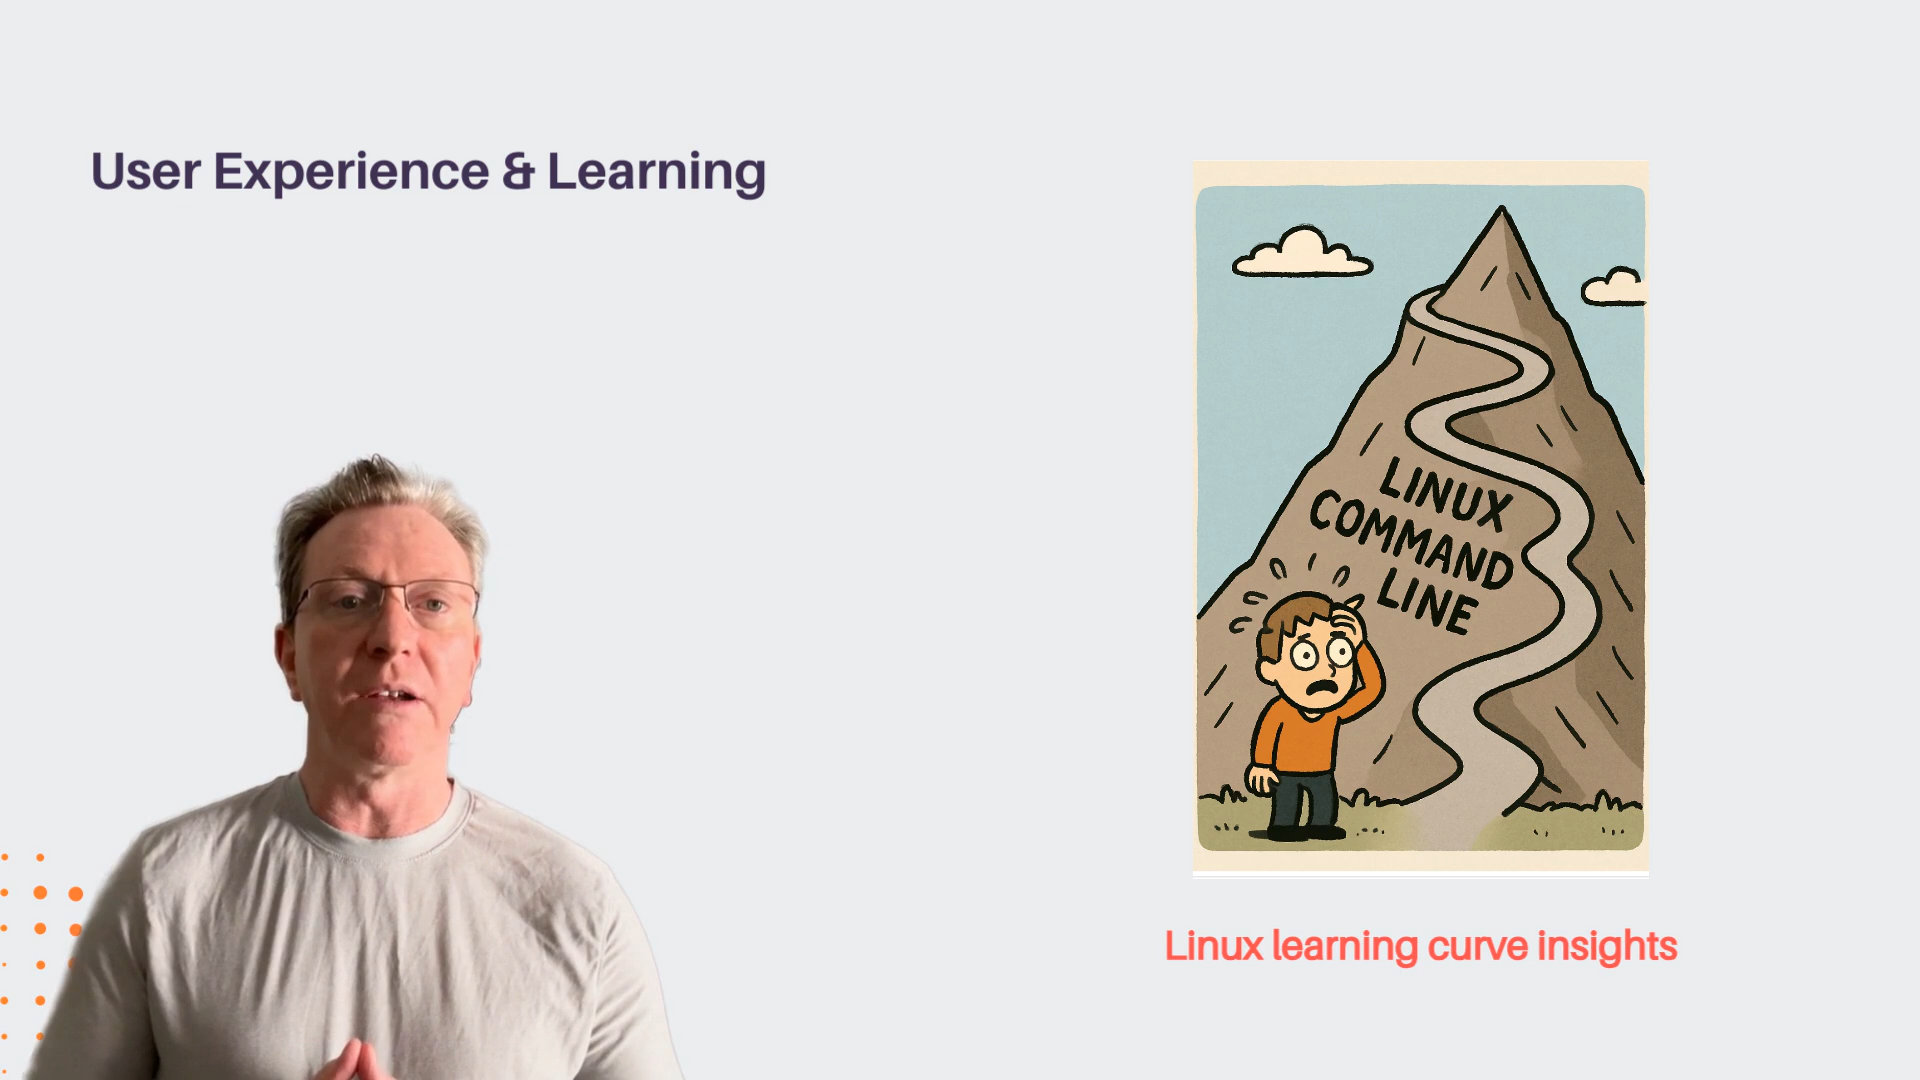 User Experience & Learning
LINUX
COMMAND
LINE
Linux learning curve insights